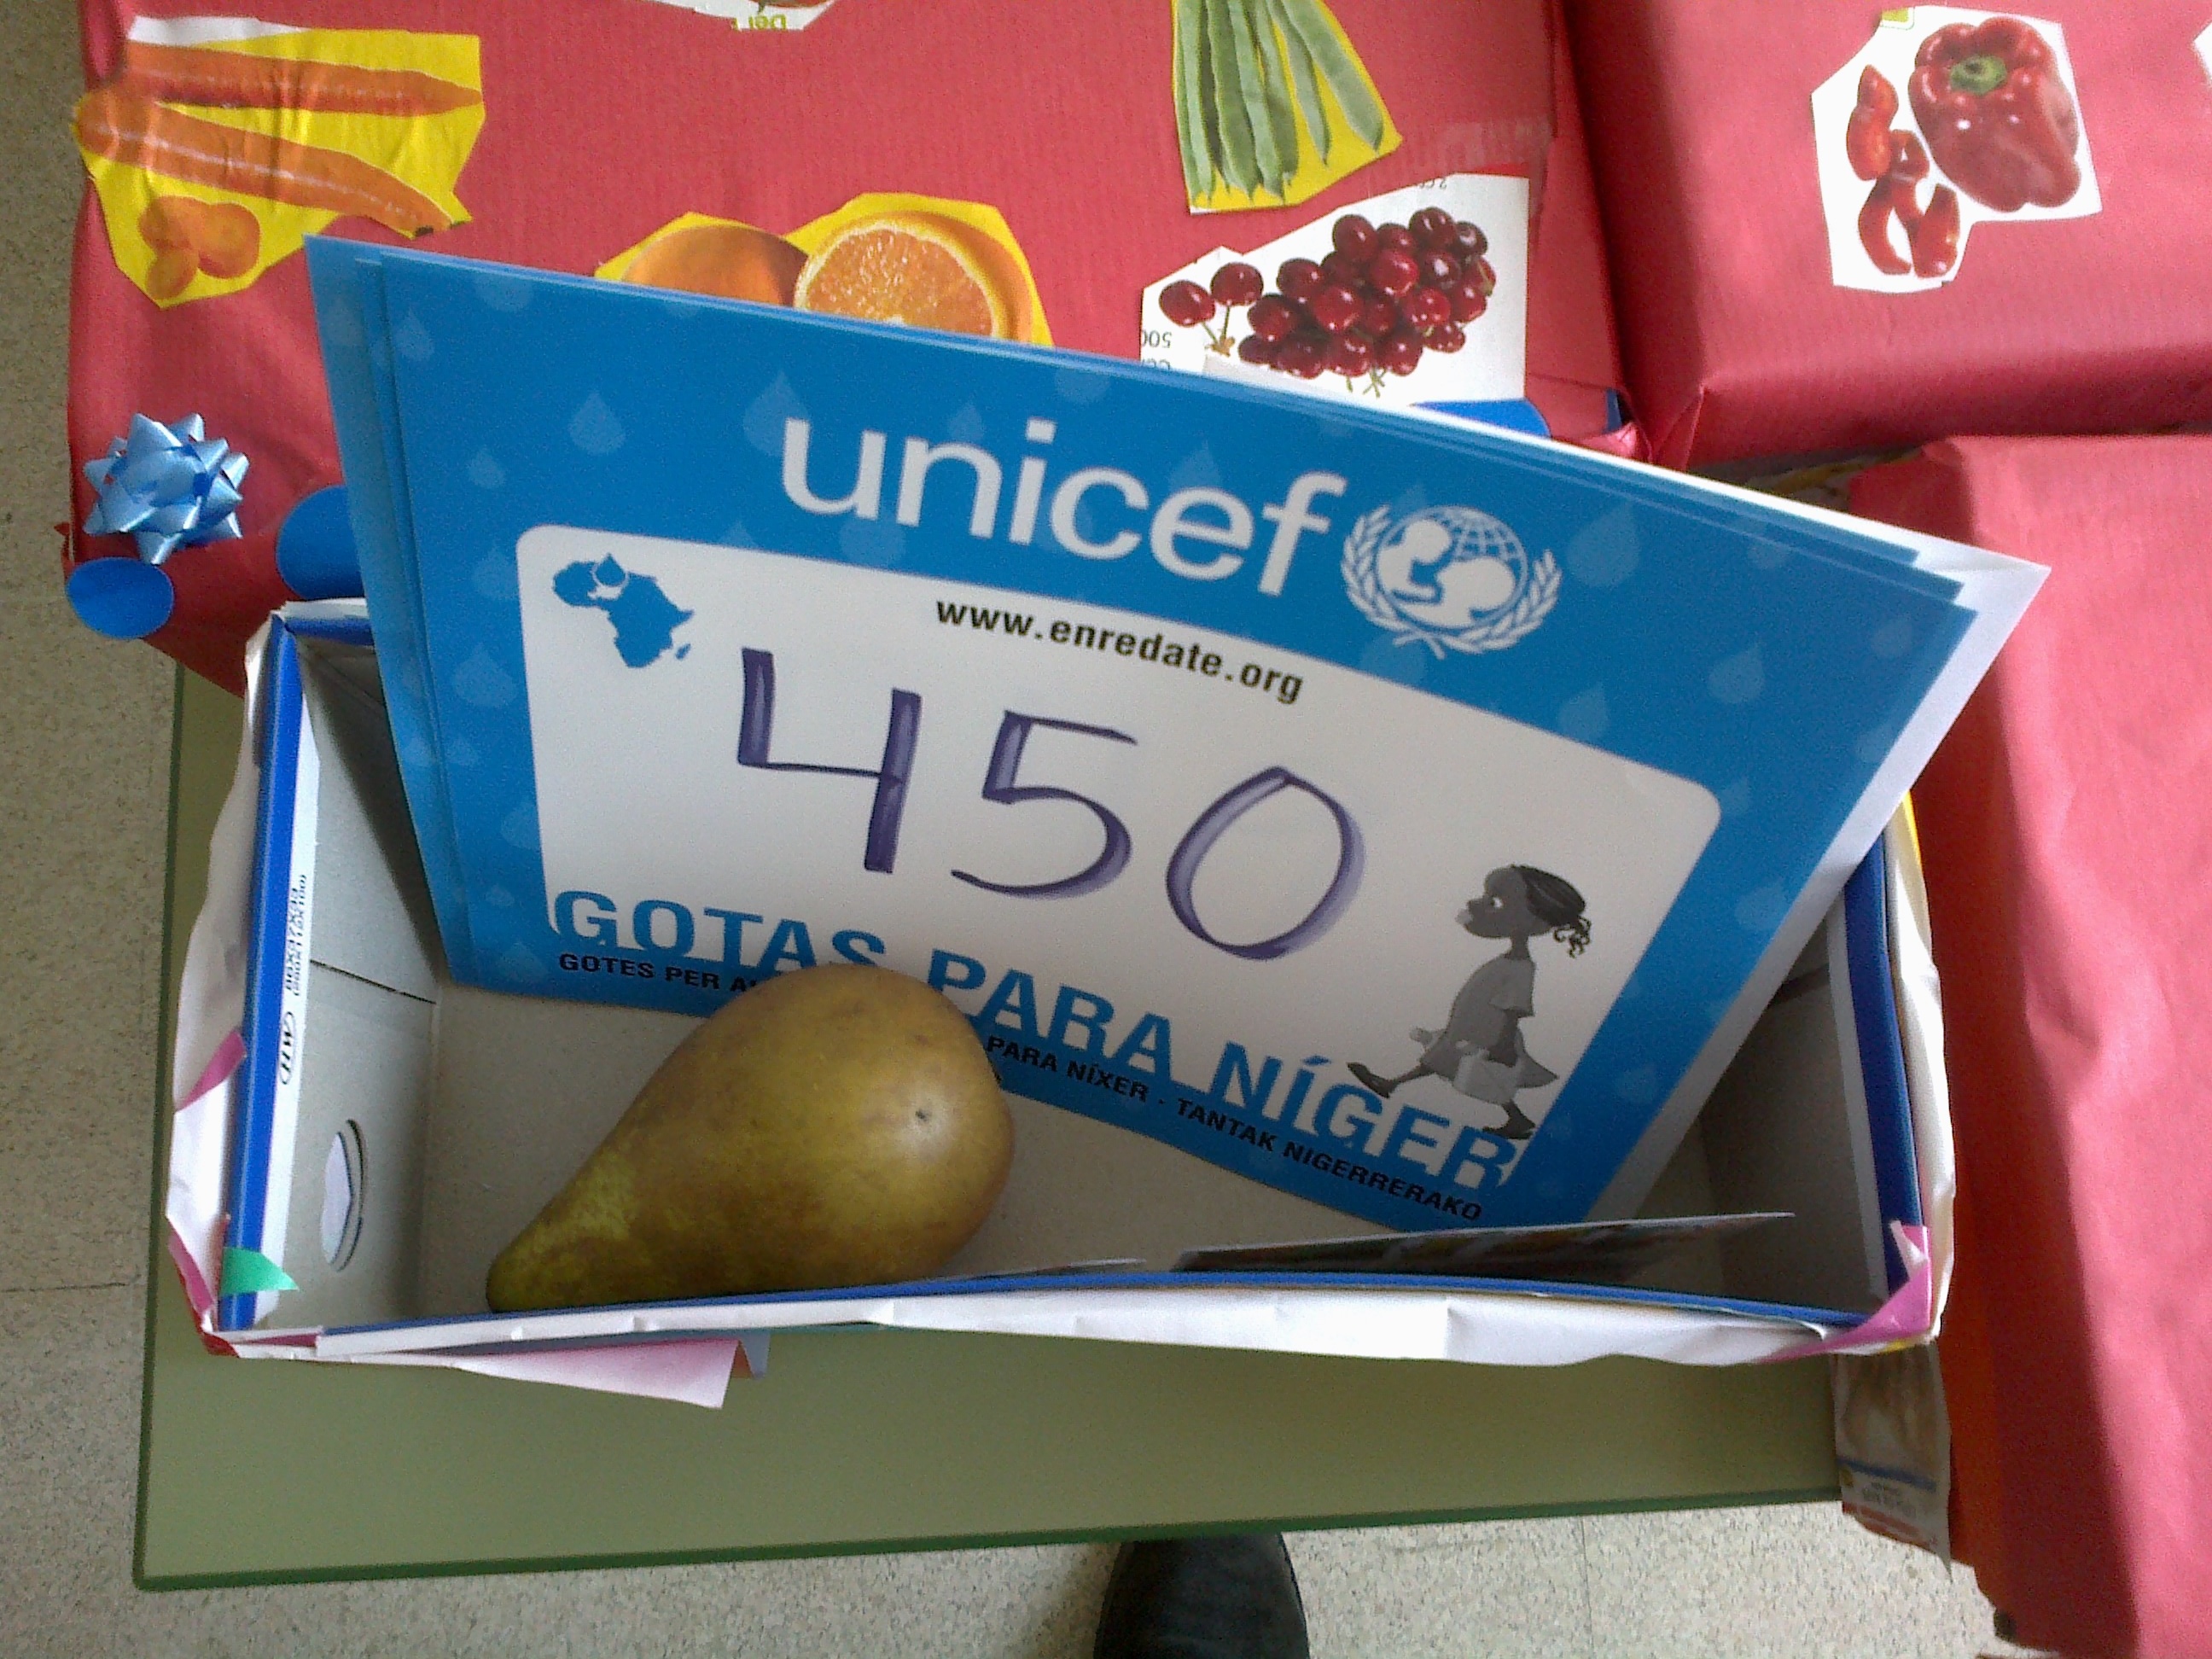 unicef
www.enredate.org
450
GOTAS PARA NÍGER
GOTES PER
PARA NÍXER - TANTAK NIGERRERAKO